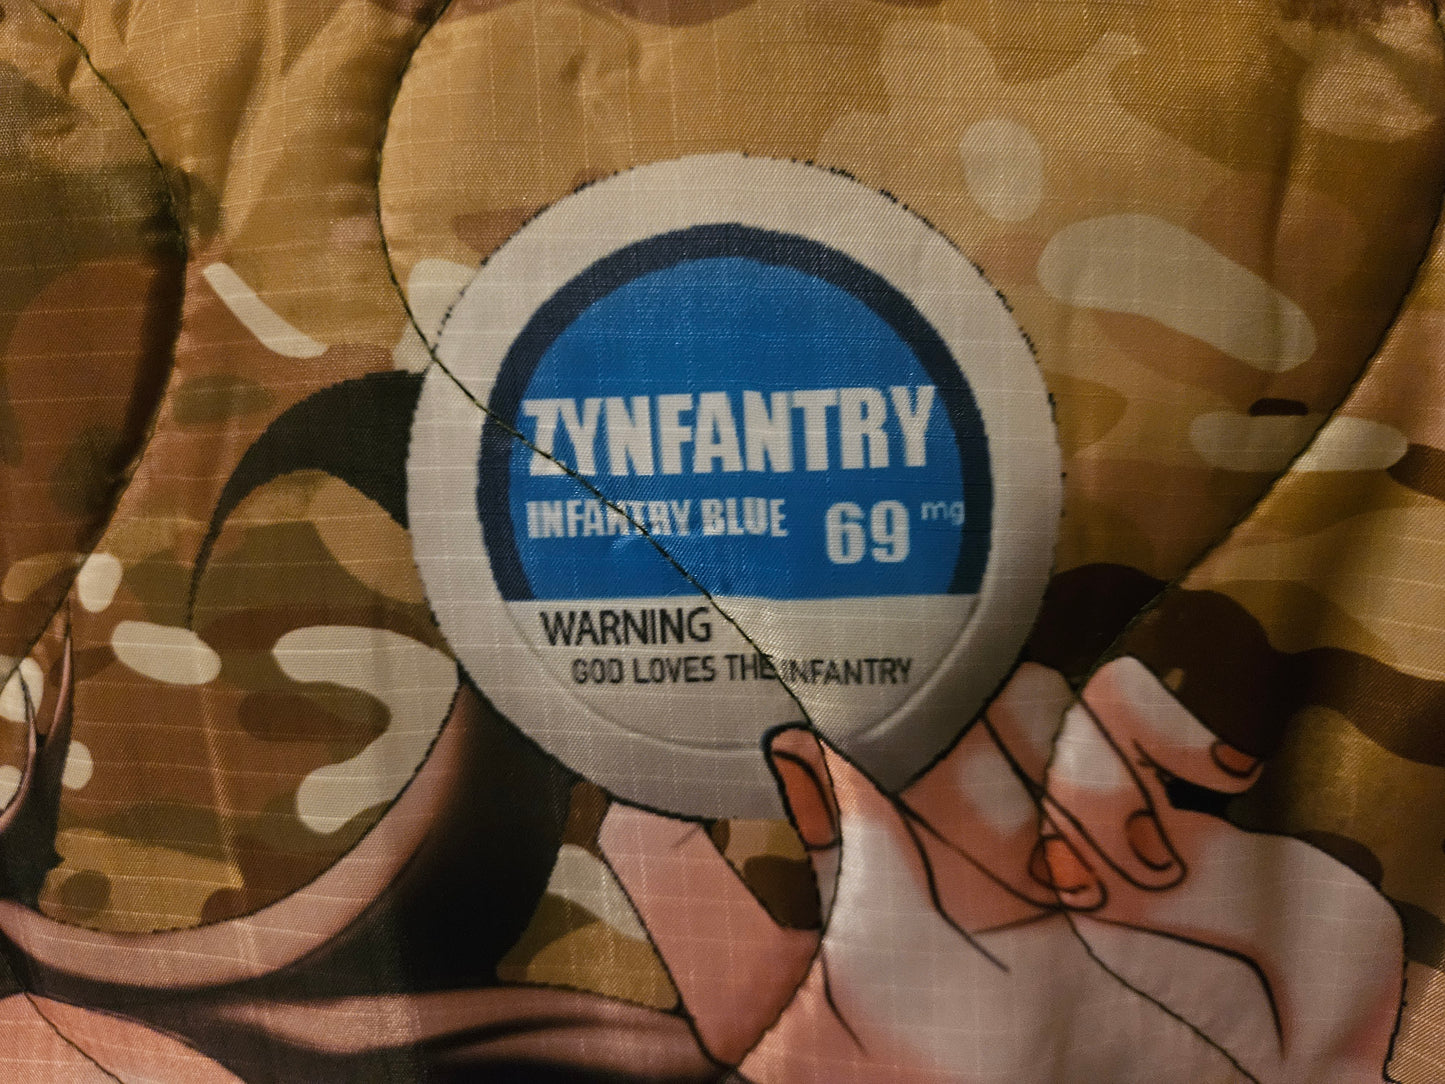 ZYNFANTRY
INFANTRY BLUE 69 mg
WARNING
GOD LOVES THE INFANTRY